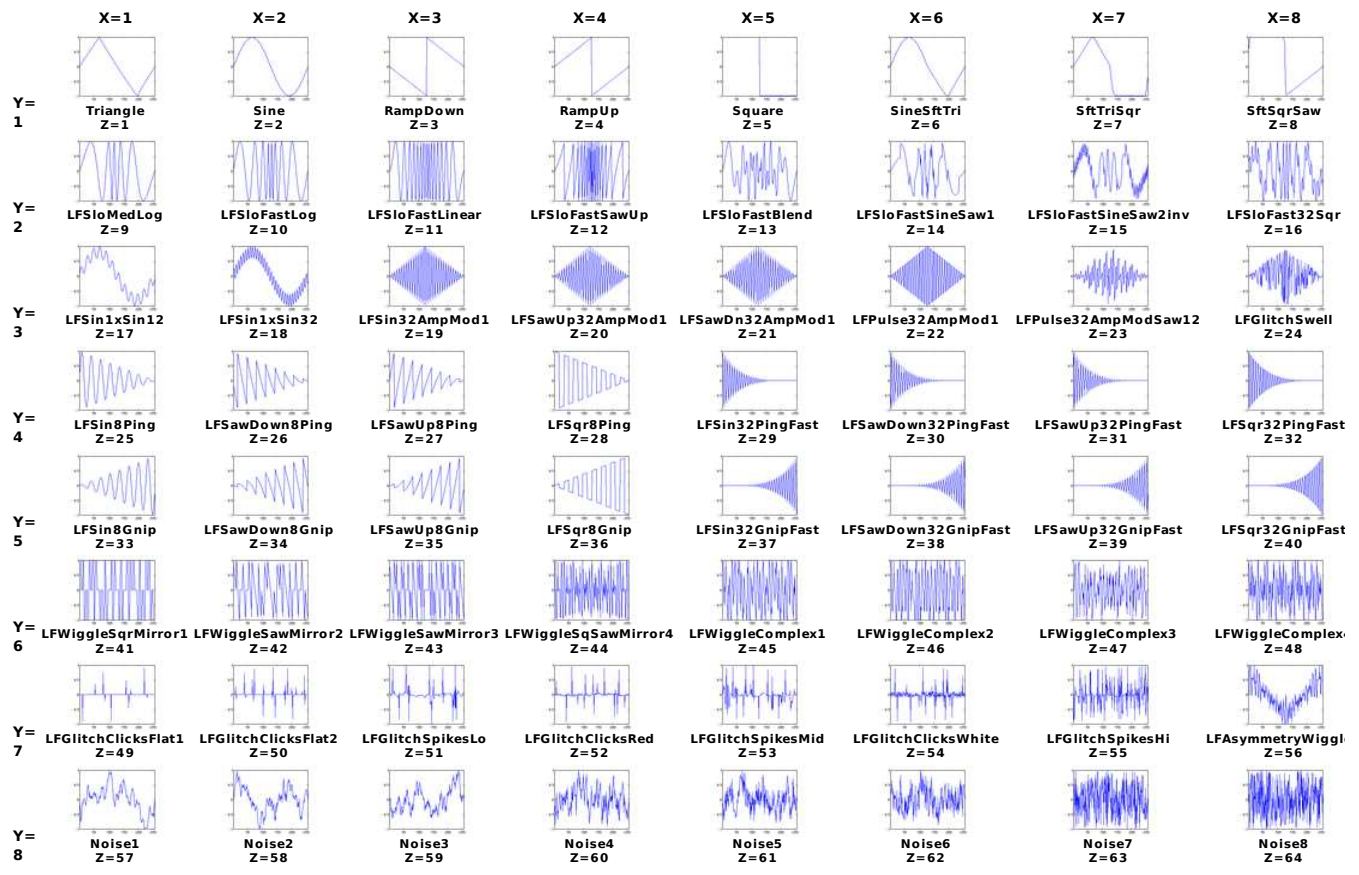 X=1 X=2 X=3 X=4 X=5 X=6 X=7 X=8
Y=1
Triangle Sine RampDown RampUp Square SineSftTri SftTriSqr SftSqrSaw
Z=1 Z=2 Z=3 Z=4 Z=5 Z=6 Z=7 Z=8
Y=2
LFSloMedLog LFSloFastLog LFSloFastLinear LFSloFastSawUp LFSloFastBlend LFSloFastSineSaw1 LFSloFastSineSaw2inv LFSloFast32Sqr
Z=9 Z=10 Z=11 Z=12 Z=13 Z=14 Z=15 Z=16
Y=3
LFSin1xSin12 LFSin1xSin32 LFSin32AmpMod1 LFSawUp32AmpMod1 LFSawDn32AmpMod1 LFPulse32AmpMod1 LFPulse32AmpModSaw12 LFGlitchSwell
Z=17 Z=18 Z=19 Z=20 Z=21 Z=22 Z=23 Z=24
Y=4
LFSin8Ping LFSawDown8Ping LFSawUp8Ping LFSqr8Ping LFSin32PingFast LFSawDown32PingFast LFSawUp32PingFast LFSqr32PingFast
Z=25 Z=26 Z=27 Z=28 Z=29 Z=30 Z=31 Z=32
Y=5
LFSin8Gnip LFSawDown8Gnip LFSawUp8Gnip LFSqr8Gnip LFSin32GnipFast LFSawDown32GnipFast LFSawUp32GnipFast LFSqr32GnipFast
Z=33 Z=34 Z=35 Z=36 Z=37 Z=38 Z=39 Z=40
Y=6
LFWiggleSqrMirror1 LFWiggleSawMirror2 LFWiggleSawMirror3 LFWiggleSqSawMirror4 LFWiggleComplex1 LFWiggleComplex2 LFWiggleComplex3 LFWiggleComplex4
Z=41 Z=42 Z=43 Z=44 Z=45 Z=46 Z=47 Z=48
Y=7
LFGlitchClicksFlat1 LFGlitchClicksFlat2 LFGlitchSpikesLo LFGlitchClicksRed LFGlitchSpikesMid LFGlitchClicksWhite LFGlitchSpikesHi LFAsymmetryWiggle
Z=49 Z=50 Z=51 Z=52 Z=53 Z=54 Z=55 Z=56
Y=8
Noise1 Noise2 Noise3 Noise4 Noise5 Noise6 Noise7 Noise8
Z=57 Z=58 Z=59 Z=60 Z=61 Z=62 Z=63 Z=64